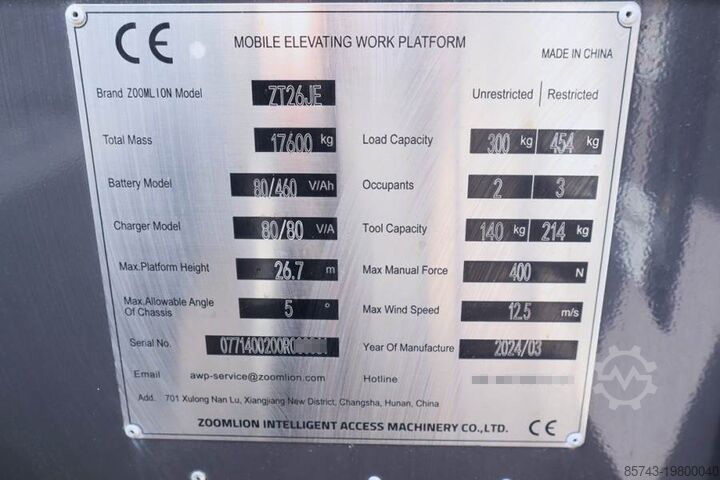 CE MOBILE ELEVATING WORK PLATFORM MADE IN CHINA
Brand ZOOMLION Model ZT26JE Unrestricted | Restricted
Total Mass 17600 kg Load Capacity 300 kg 454 kg
Battery Model 80/460 V/Ah Occupants 2 3
Charger Model 80/80 V/A Tool Capacity 140 kg 214 kg
Max.Platform Height 26.7 m Max Manual Force 400 N
Max.Allowable Angle
Of Chassis 5 ° Max Wind Speed 12.5 m/s
Serial No. Year Of Manufacture 2024/03
Email awp-service@zoomlion.com Hotline
Add. 701 Xulong Nan Lu, Xiangjiang New District, Changsha, Hunan, China
ZOOMLION INTELLIGENT ACCESS MACHINERY CO.,LTD. CE
85743-19800040